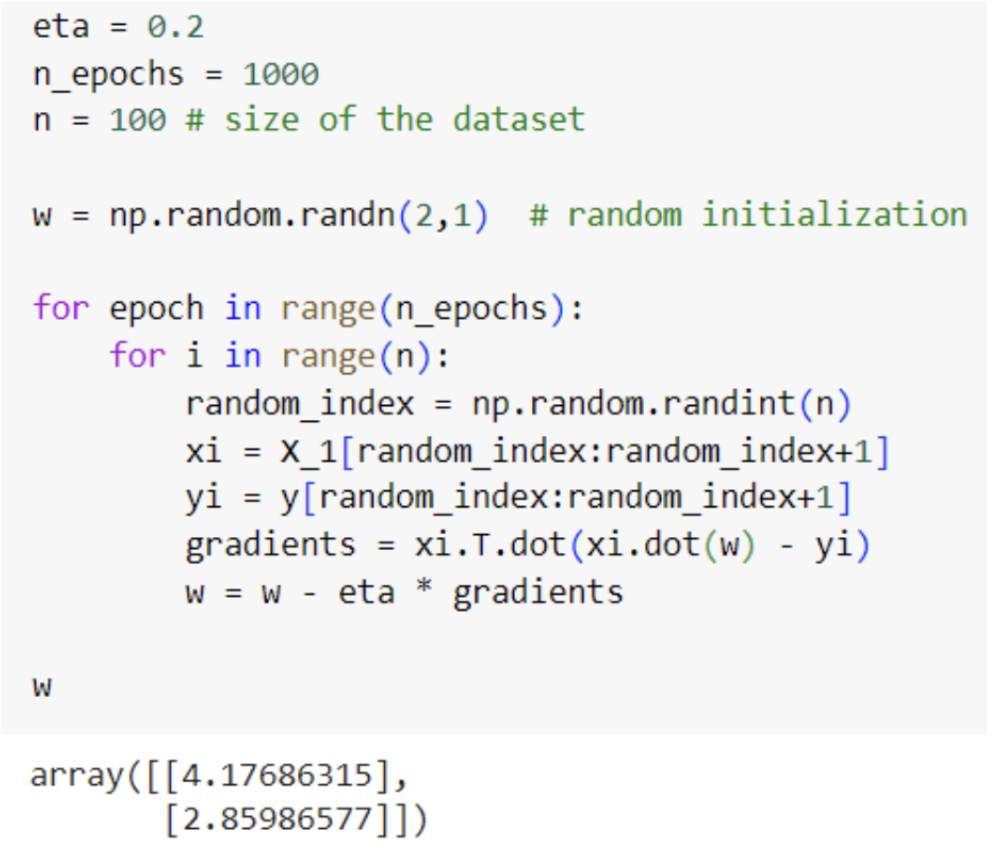 eta = 0.2
n_epochs = 1000
n = 100 # size of the dataset
w = np.random.randn(2,1)  # random initialization
for epoch in range(n_epochs):
    for i in range(n):
        random_index = np.random.randint(n)
        xi = X_1[random_index:random_index+1]
        yi = y[random_index:random_index+1]
        gradients = xi.T.dot(xi.dot(w) - yi)
        w = w - eta * gradients
w
array([[4.17686315],
       [2.85986577]])